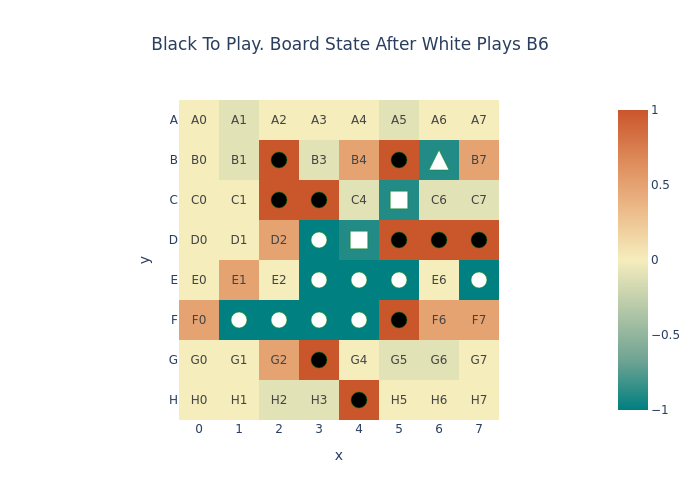 Black To Play. Board State After White Plays B6
A A0 A1 A2 A3 A4 A5 A6 A7
B B0 B1 B3 B4 B7
C C0 C1 C4 C6 C7
D D0 D1 D2
E E0 E1 E2 E6
F F0 F6 F7
G G0 G1 G2 G4 G5 G6 G7
H H0 H1 H2 H3 H5 H6 H7
0 1 2 3 4 5 6 7
x
y
1
0.5
0
−0.5
−1